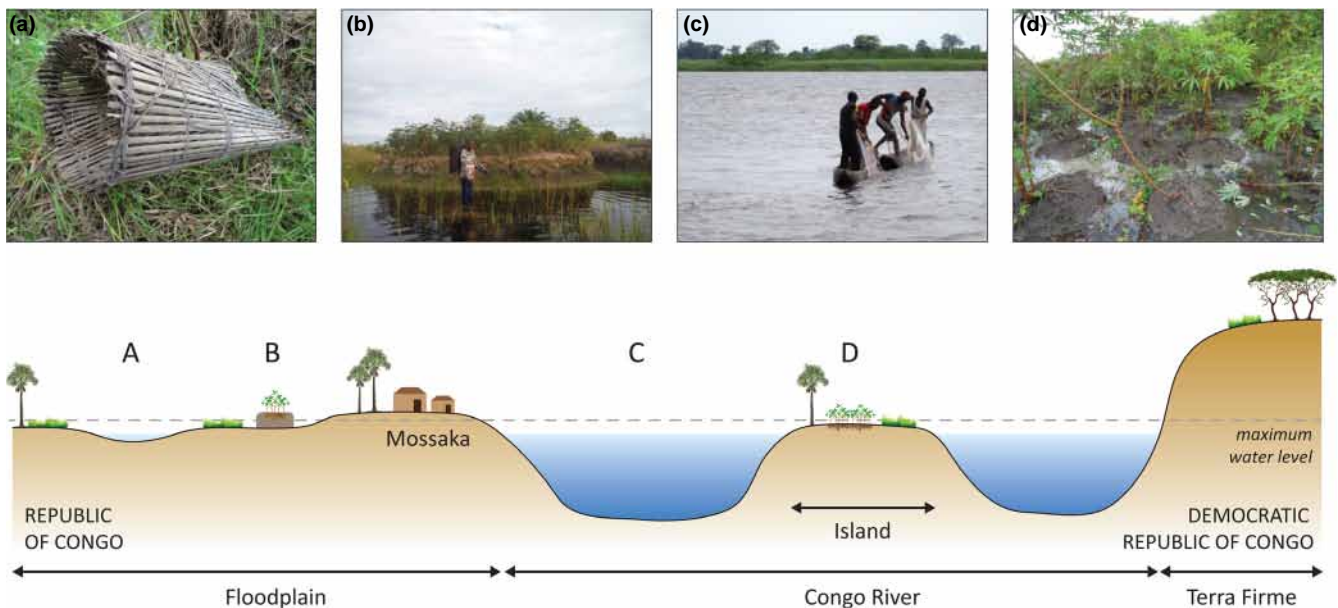 (a)
(b)
(c)
(d)
A
B
C
D
Mossaka
maximum
water level
REPUBLIC
OF CONGO
Island
DEMOCRATIC
REPUBLIC OF CONGO
Floodplain
Congo River
Terra Firme